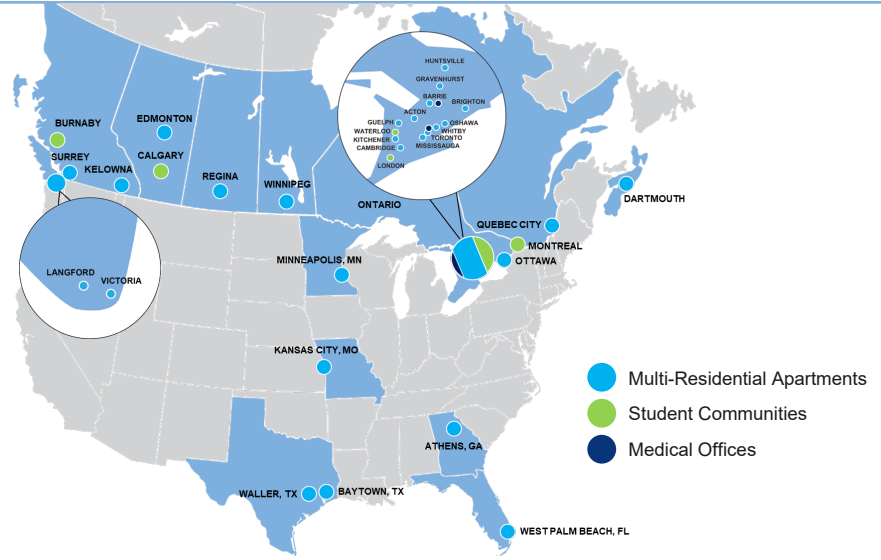 HUNTSVILLE
GRAVENHURST
BARRIE
BRIGHTON
ACTON
GUELPH
OSHAWA
WATERLOO
WHITBY
KITCHENER
TORONTO
CAMBRIDGE
MISSISSAUGA
LONDON
BURNABY
EDMONTON
SURREY
CALGARY
KELOWNA
REGINA
WINNIPEG
ONTARIO
DARTMOUTH
QUEBEC CITY
MONTREAL
OTTAWA
LANGFORD
VICTORIA
MINNEAPOLIS, MN
KANSAS CITY, MO
Multi-Residential Apartments
Student Communities
Medical Offices
ATHENS, GA
WALLER, TX
BAYTOWN, TX
WEST PALM BEACH, FL